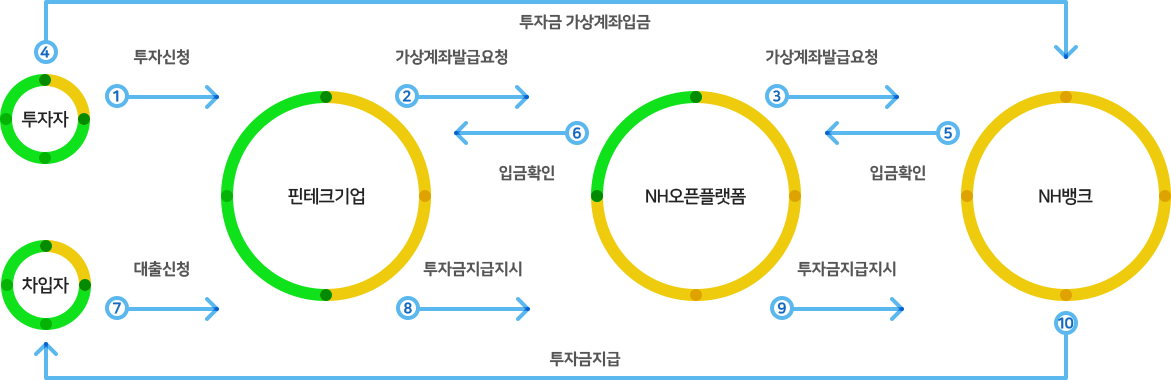 투자금 가상계좌입금
4
투자신청
가상계좌발급요청
가상계좌발급요청
1
2
3
투자자
6
5
입금확인
입금확인
핀테크기업
NH오픈플랫폼
NH뱅크
차입자
대출신청
투자금지급지시
투자금지급지시
7
8
9
10
투자금지급